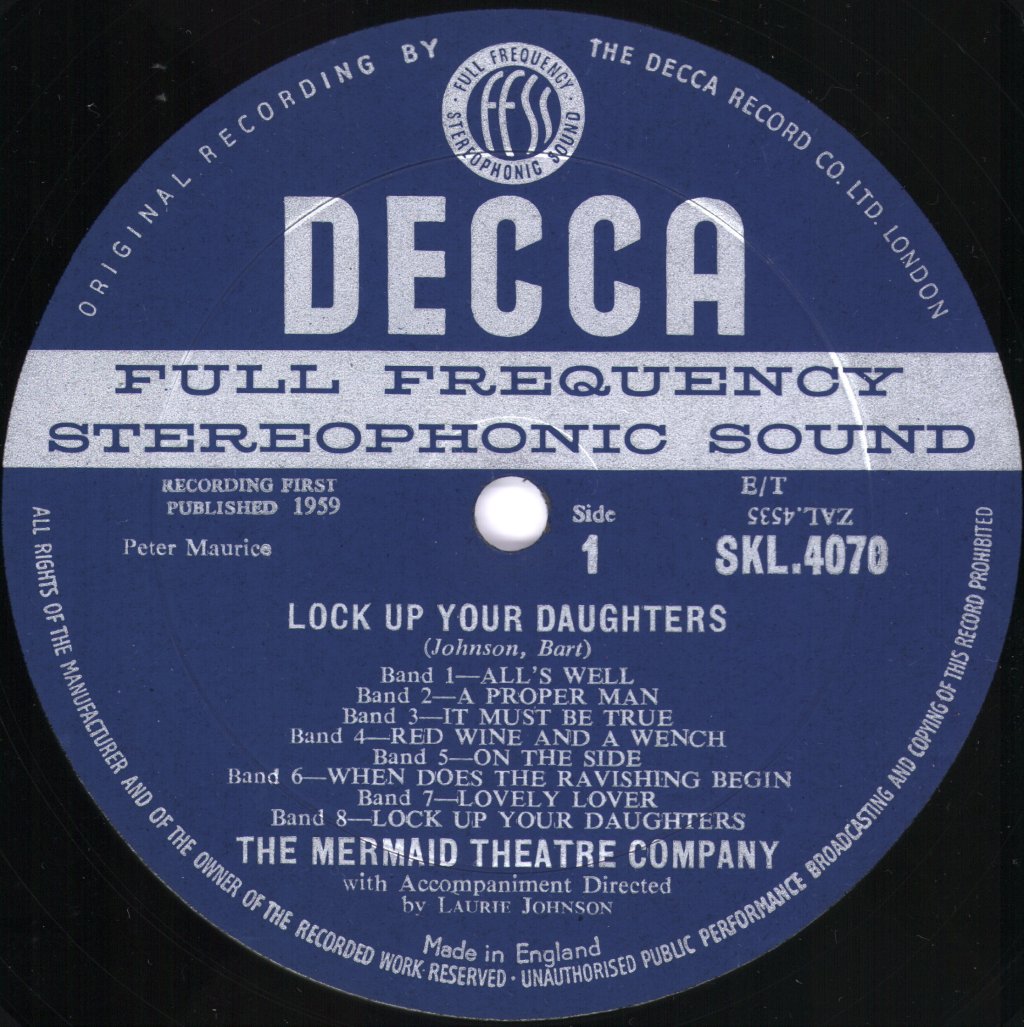 ORIGINAL RECORDING BY THE DECCA RECORD CO. LTD. LONDON
· FULL FREQUENCY ·
ffss
STEREOPHONIC SOUND
DECCA
FULL FREQUENCY
STEREOPHONIC SOUND
RECORDING FIRST
PUBLISHED 1959
Peter Maurice
Side
1
E/T
ZAL.4535
SKL.4070
LOCK UP YOUR DAUGHTERS
(Johnson, Bart)
Band 1—ALL'S WELL
Band 2—A PROPER MAN
Band 3—IT MUST BE TRUE
Band 4—RED WINE AND A WENCH
Band 5—ON THE SIDE
Band 6—WHEN DOES THE RAVISHING BEGIN
Band 7—LOVELY LOVER
Band 8—LOCK UP YOUR DAUGHTERS
THE MERMAID THEATRE COMPANY
with Accompaniment Directed
by LAURIE JOHNSON
Made in England
ALL RIGHTS OF THE MANUFACTURER AND OF THE OWNER OF THE RECORDED WORK RESERVED · UNAUTHORISED PUBLIC PERFORMANCE BROADCASTING AND COPYING OF THIS RECORD PROHIBITED